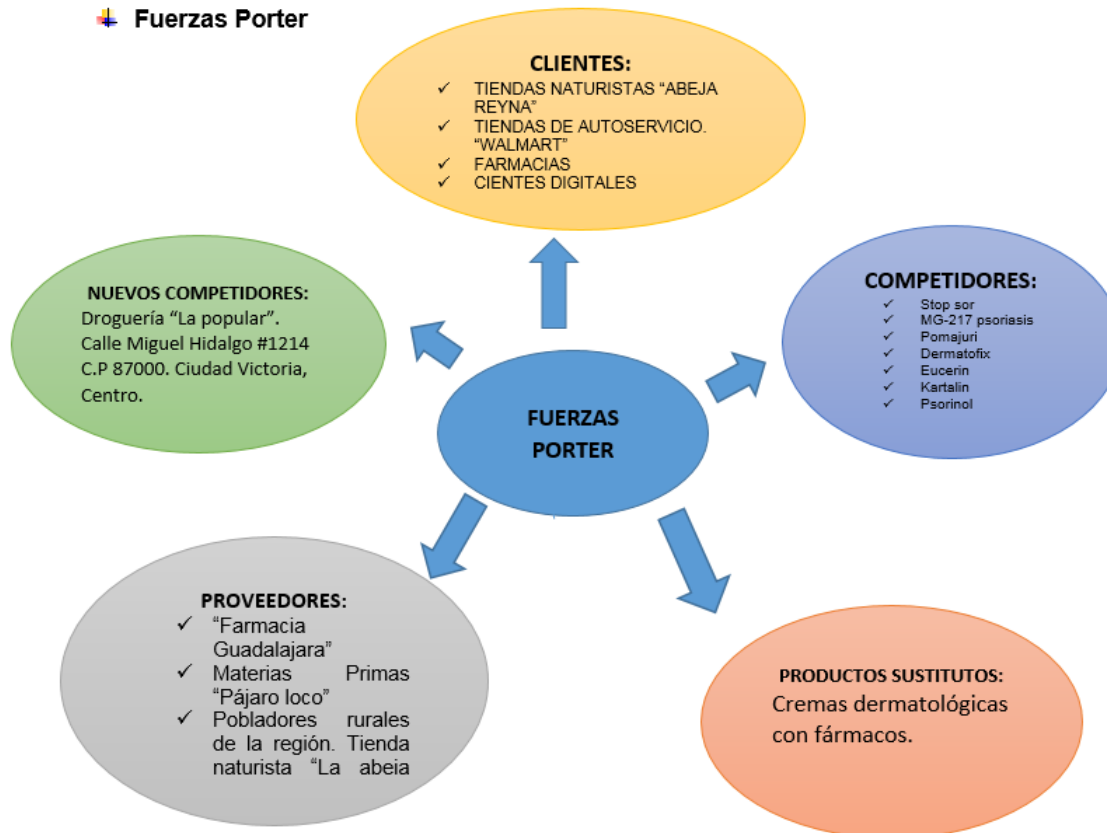 Fuerzas Porter
CLIENTES:
✓ TIENDAS NATURISTAS “ABEJA
REYNA”
✓ TIENDAS DE AUTOSERVICIO.
“WALMART”
✓ FARMACIAS
✓ CIENTES DIGITALES
NUEVOS COMPETIDORES:
Droguería “La popular”.
Calle Miguel Hidalgo #1214
C.P 87000. Ciudad Victoria,
Centro.
COMPETIDORES:
✓ Stop sor
✓ MG-217 psoriasis
✓ Pomajuri
✓ Dermatofix
✓ Eucerin
✓ Kartalin
✓ Psorinol
FUERZAS
PORTER
PROVEEDORES:
✓ “Farmacia
Guadalajara”
✓ Materias Primas
“Pájaro loco”
✓ Pobladores rurales
de la región. Tienda
naturista “La abeja
PRODUCTOS SUSTITUTOS:
Cremas dermatológicas
con fármacos.